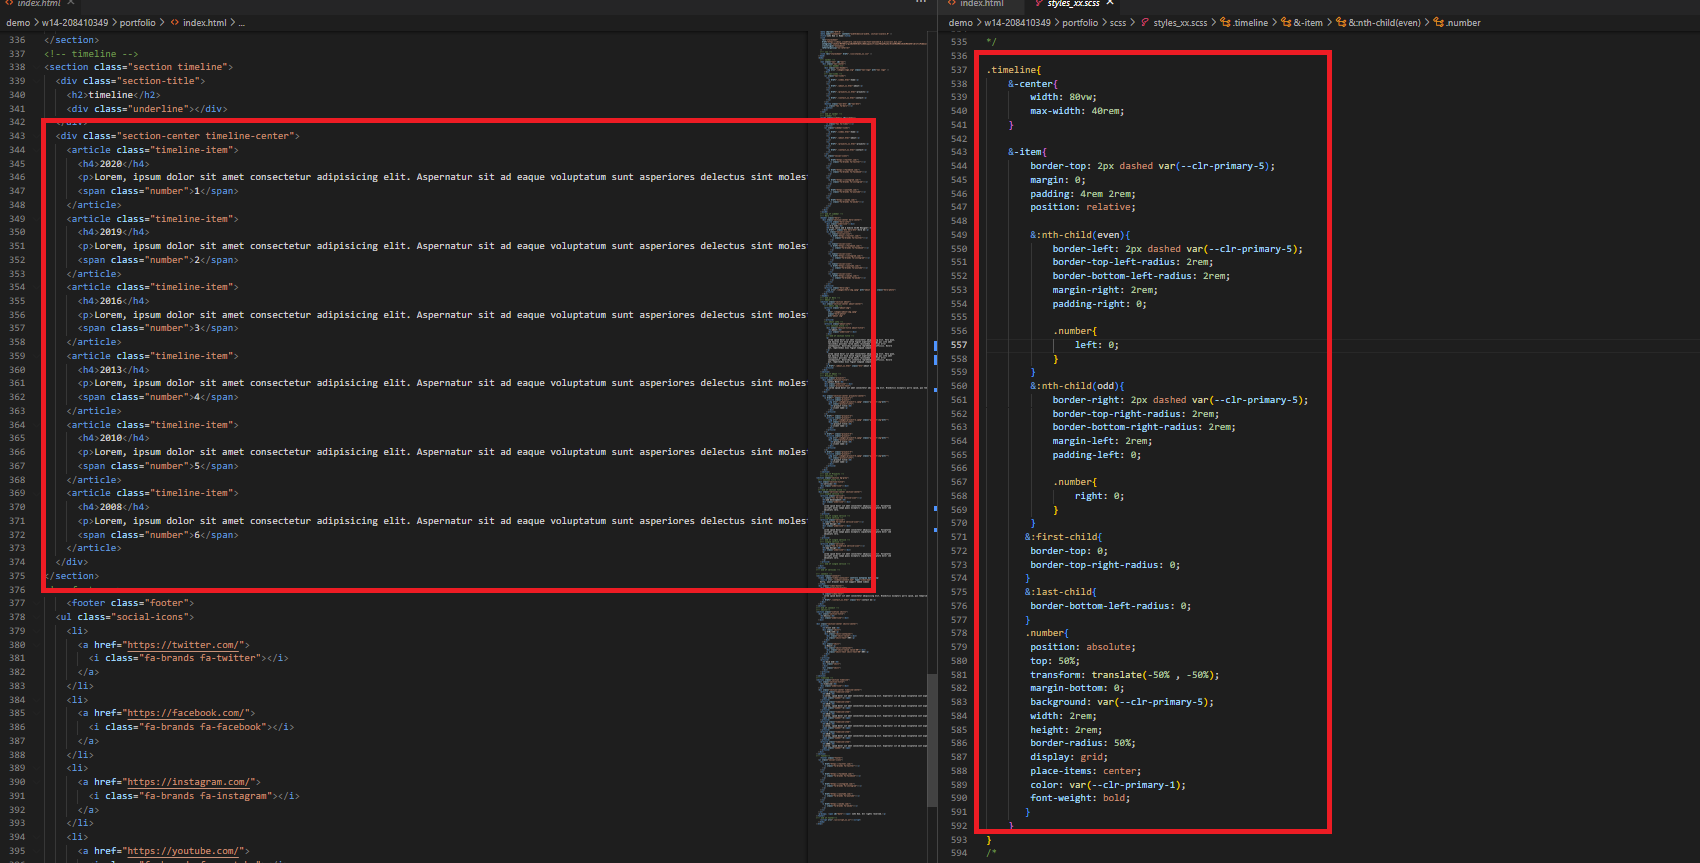 index.html
demo > w14-208410349 > portfolio > index.html > ...
336 </section>
337 <!-- timeline -->
338 <section class="section timeline">
339 <div class="section-title">
340 <h2>timeline</h2>
341 <div class="underline"></div>
342 </div>
343 <div class="section-center timeline-center">
344 <article class="timeline-item">
345 <h4>2020</h4>
346 <p>Lorem, ipsum dolor sit amet consectetur adipisicing elit. Aspernatur sit ad eaque voluptatum sunt asperiores delectus sint moles
347 <span class="number">1</span>
348 </article>
349 <article class="timeline-item">
350 <h4>2019</h4>
351 <p>Lorem, ipsum dolor sit amet consectetur adipisicing elit. Aspernatur sit ad eaque voluptatum sunt asperiores delectus sint moles
352 <span class="number">2</span>
353 </article>
354 <article class="timeline-item">
355 <h4>2016</h4>
356 <p>Lorem, ipsum dolor sit amet consectetur adipisicing elit. Aspernatur sit ad eaque voluptatum sunt asperiores delectus sint moles
357 <span class="number">3</span>
358 </article>
359 <article class="timeline-item">
360 <h4>2013</h4>
361 <p>Lorem, ipsum dolor sit amet consectetur adipisicing elit. Aspernatur sit ad eaque voluptatum sunt asperiores delectus sint moles
362 <span class="number">4</span>
363 </article>
364 <article class="timeline-item">
365 <h4>2010</h4>
366 <p>Lorem, ipsum dolor sit amet consectetur adipisicing elit. Aspernatur sit ad eaque voluptatum sunt asperiores delectus sint moles
367 <span class="number">5</span>
368 </article>
369 <article class="timeline-item">
370 <h4>2008</h4>
371 <p>Lorem, ipsum dolor sit amet consectetur adipisicing elit. Aspernatur sit ad eaque voluptatum sunt asperiores delectus sint moles
372 <span class="number">6</span>
373 </article>
374 </div>
375 </section>
376
377 <footer class="footer">
378 <ul class="social-icons">
379 <li>
380 <a href="https://twitter.com/">
381 <i class="fa-brands fa-twitter"></i>
382 </a>
383 </li>
384 <li>
385 <a href="https://facebook.com/">
386 <i class="fa-brands fa-facebook"></i>
387 </a>
388 </li>
389 <li>
390 <a href="https://instagram.com/">
391 <i class="fa-brands fa-instagram"></i>
392 </a>
393 </li>
394 <li>
395 <a href="https://youtube.com/">
index.html styles_xx.scss
demo > w14-208410349 > portfolio > scss > styles_xx.scss > .timeline > &-item > &:nth-child(even) > .number
535 */
536
537 .timeline{
538 &-center{
539 width: 80vw;
540 max-width: 40rem;
541 }
542
543 &-item{
544 border-top: 2px dashed var(--clr-primary-5);
545 margin: 0;
546 padding: 4rem 2rem;
547 position: relative;
548
549 &:nth-child(even){
550 border-left: 2px dashed var(--clr-primary-5);
551 border-top-left-radius: 2rem;
552 border-bottom-left-radius: 2rem;
553 margin-right: 2rem;
554 padding-right: 0;
555
556 .number{
557 left: 0;
558 }
559 }
560 &:nth-child(odd){
561 border-right: 2px dashed var(--clr-primary-5);
562 border-top-right-radius: 2rem;
563 border-bottom-right-radius: 2rem;
564 margin-left: 2rem;
565 padding-left: 0;
566
567 .number{
568 right: 0;
569 }
570 }
571 &:first-child{
572 border-top: 0;
573 border-top-right-radius: 0;
574 }
575 &:last-child{
576 border-bottom-left-radius: 0;
577 }
578 .number{
579 position: absolute;
580 top: 50%;
581 transform: translate(-50% , -50%);
582 margin-bottom: 0;
583 background: var(--clr-primary-5);
584 width: 2rem;
585 height: 2rem;
586 border-radius: 50%;
587 display: grid;
588 place-items: center;
589 color: var(--clr-primary-1);
590 font-weight: bold;
591 }
592 }
593 }
594 /*